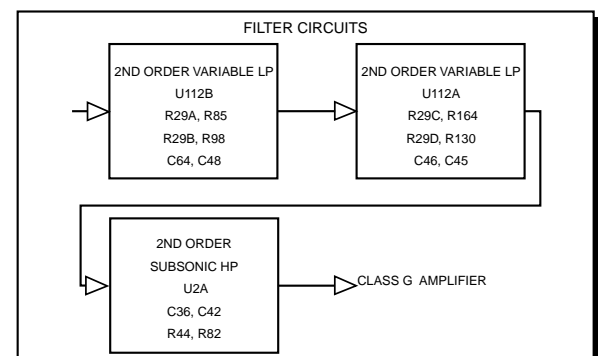 FILTER CIRCUITS
2ND ORDER VARIABLE LP
U112B
R29A, R85
R29B, R98
C64, C48
2ND ORDER VARIABLE LP
U112A
R29C, R164
R29D, R130
C46, C45
2ND ORDER
SUBSONIC HP
U2A
C36, C42
R44, R82
CLASS G AMPLIFIER